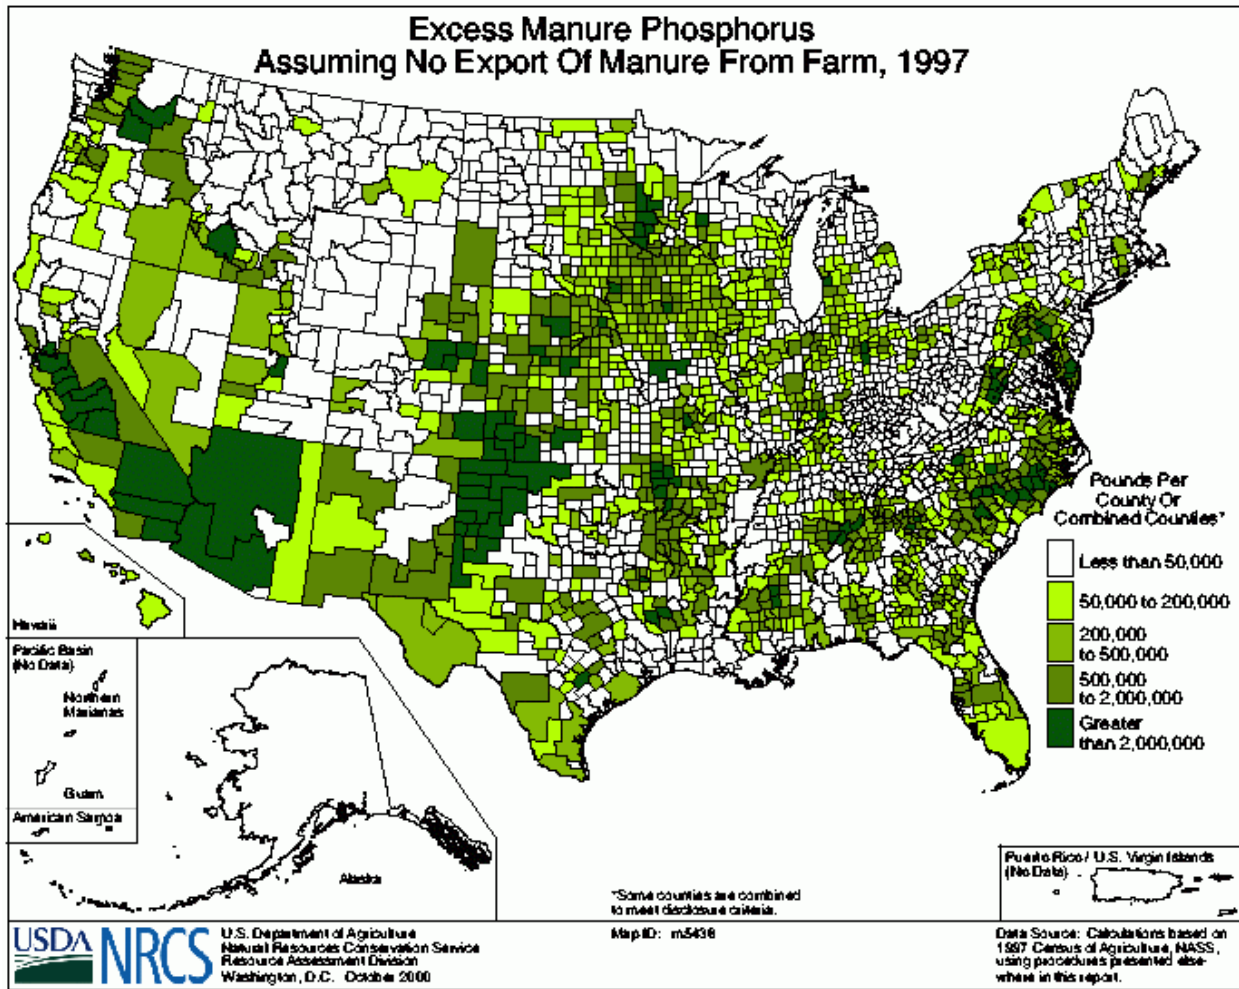 Excess Manure Phosphorus
Assuming No Export Of Manure From Farm, 1997
Pounds Per
County Or
Combined Counties*
Less than 50,000
50,000 to 200,000
200,000
to 500,000
500,000
to 2,000,000
Greater
than 2,000,000
Hawaii
Pacific Basin
(No Data)
Northern
Marianas
Guam
American Samoa
Alaska
*Some counties are combined
to meet disclosure criteria.
Puerto Rico / U.S. Virgin Islands
(No Data)
USDA
NRCS
U.S. Department of Agriculture
Natural Resources Conservation Service
Resource Assessment Division
Washington, D.C. October 2000
Map ID: m5436
Data Source: Calculations based on
1997 Census of Agriculture, NASS,
using procedures presented else-
where in this report.